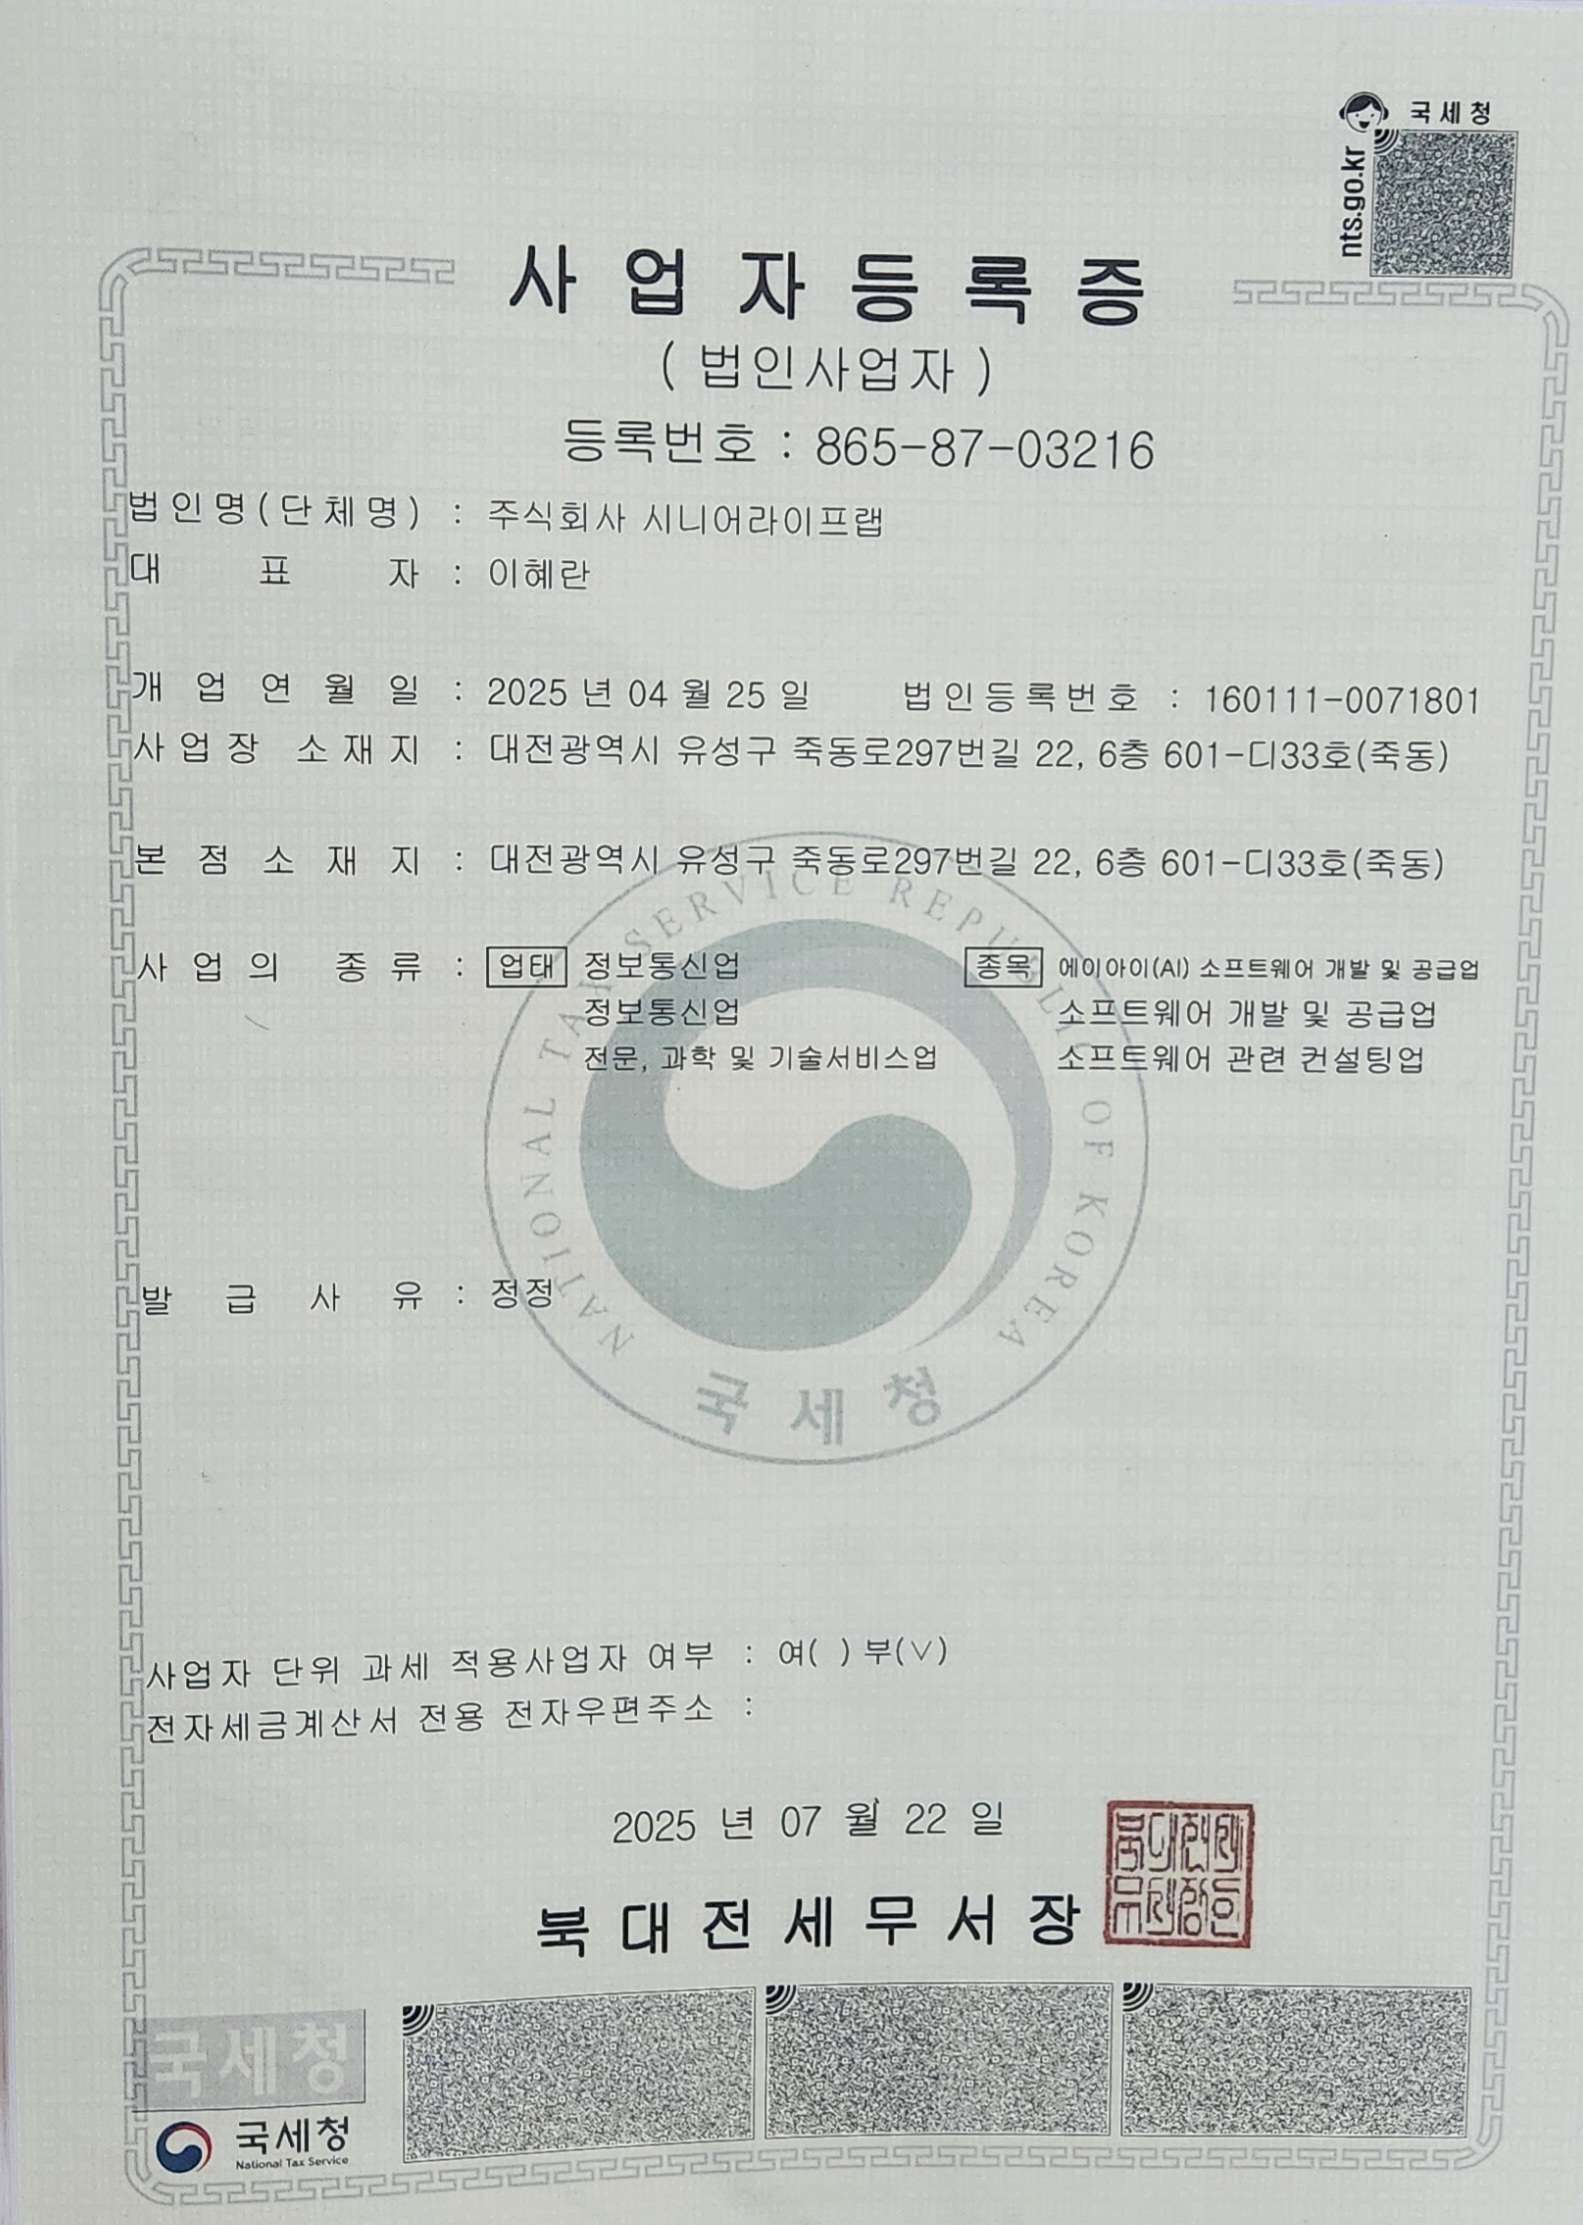 국세청
nts.go.kr
사업자등록증
( 법인사업자 )
등록번호 : 865-87-03216
법인명(단체명) : 주식회사 시니어라이프랩
대표자 : 이혜란
개업연월일 : 2025 년 04 월 25 일 법인등록번호 : 160111-0071801
사업장 소재지 : 대전광역시 유성구 죽동로297번길 22, 6층 601-디33호(죽동)
본점소재지 : 대전광역시 유성구 죽동로297번길 22, 6층 601-디33호(죽동)
사업의 종류 : 업태 정보통신업 종목 에이아이(AI) 소프트웨어 개발 및 공급업
정보통신업 소프트웨어 개발 및 공급업
전문, 과학 및 기술서비스업 소프트웨어 관련 컨설팅업
NATIONAL TAX SERVICE REPUBLIC OF KOREA
국세청
발급사유 : 정정
사업자 단위 과세 적용사업자 여부 : 여( ) 부(∨)
전자세금계산서 전용 전자우편주소 :
2025 년 07 월 22 일
북대전세무서장
국세청
국세청
National Tax Service